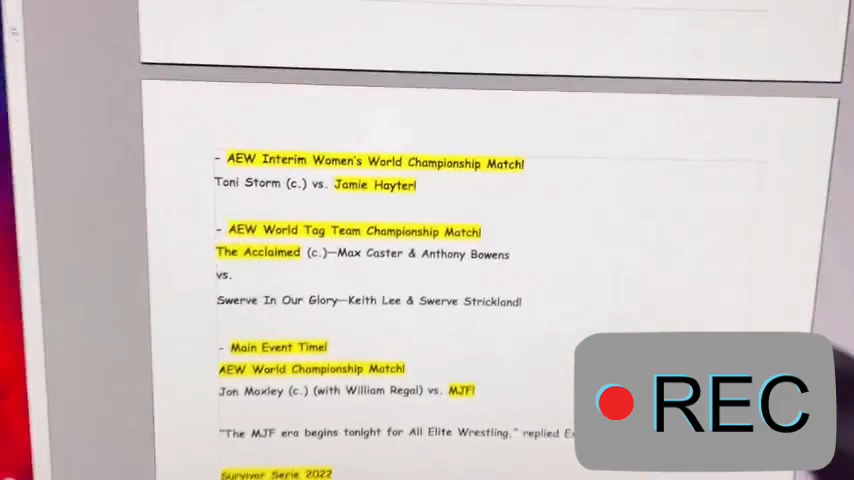 - AEW Interim Women's World Championship Match!
Toni Storm (c.) vs. Jamie Hayter!
- AEW World Tag Team Championship Match!
The Acclaimed (c.)—Max Caster & Anthony Bowens
vs.
Swerve In Our Glory—Keith Lee & Swerve Strickland!
- Main Event Time!
AEW World Championship Match!
Jon Moxley (c.) (with William Regal) vs. MJF!
"The MJF era begins tonight for All Elite Wrestling," replied
Survivor Serie 2022
REC